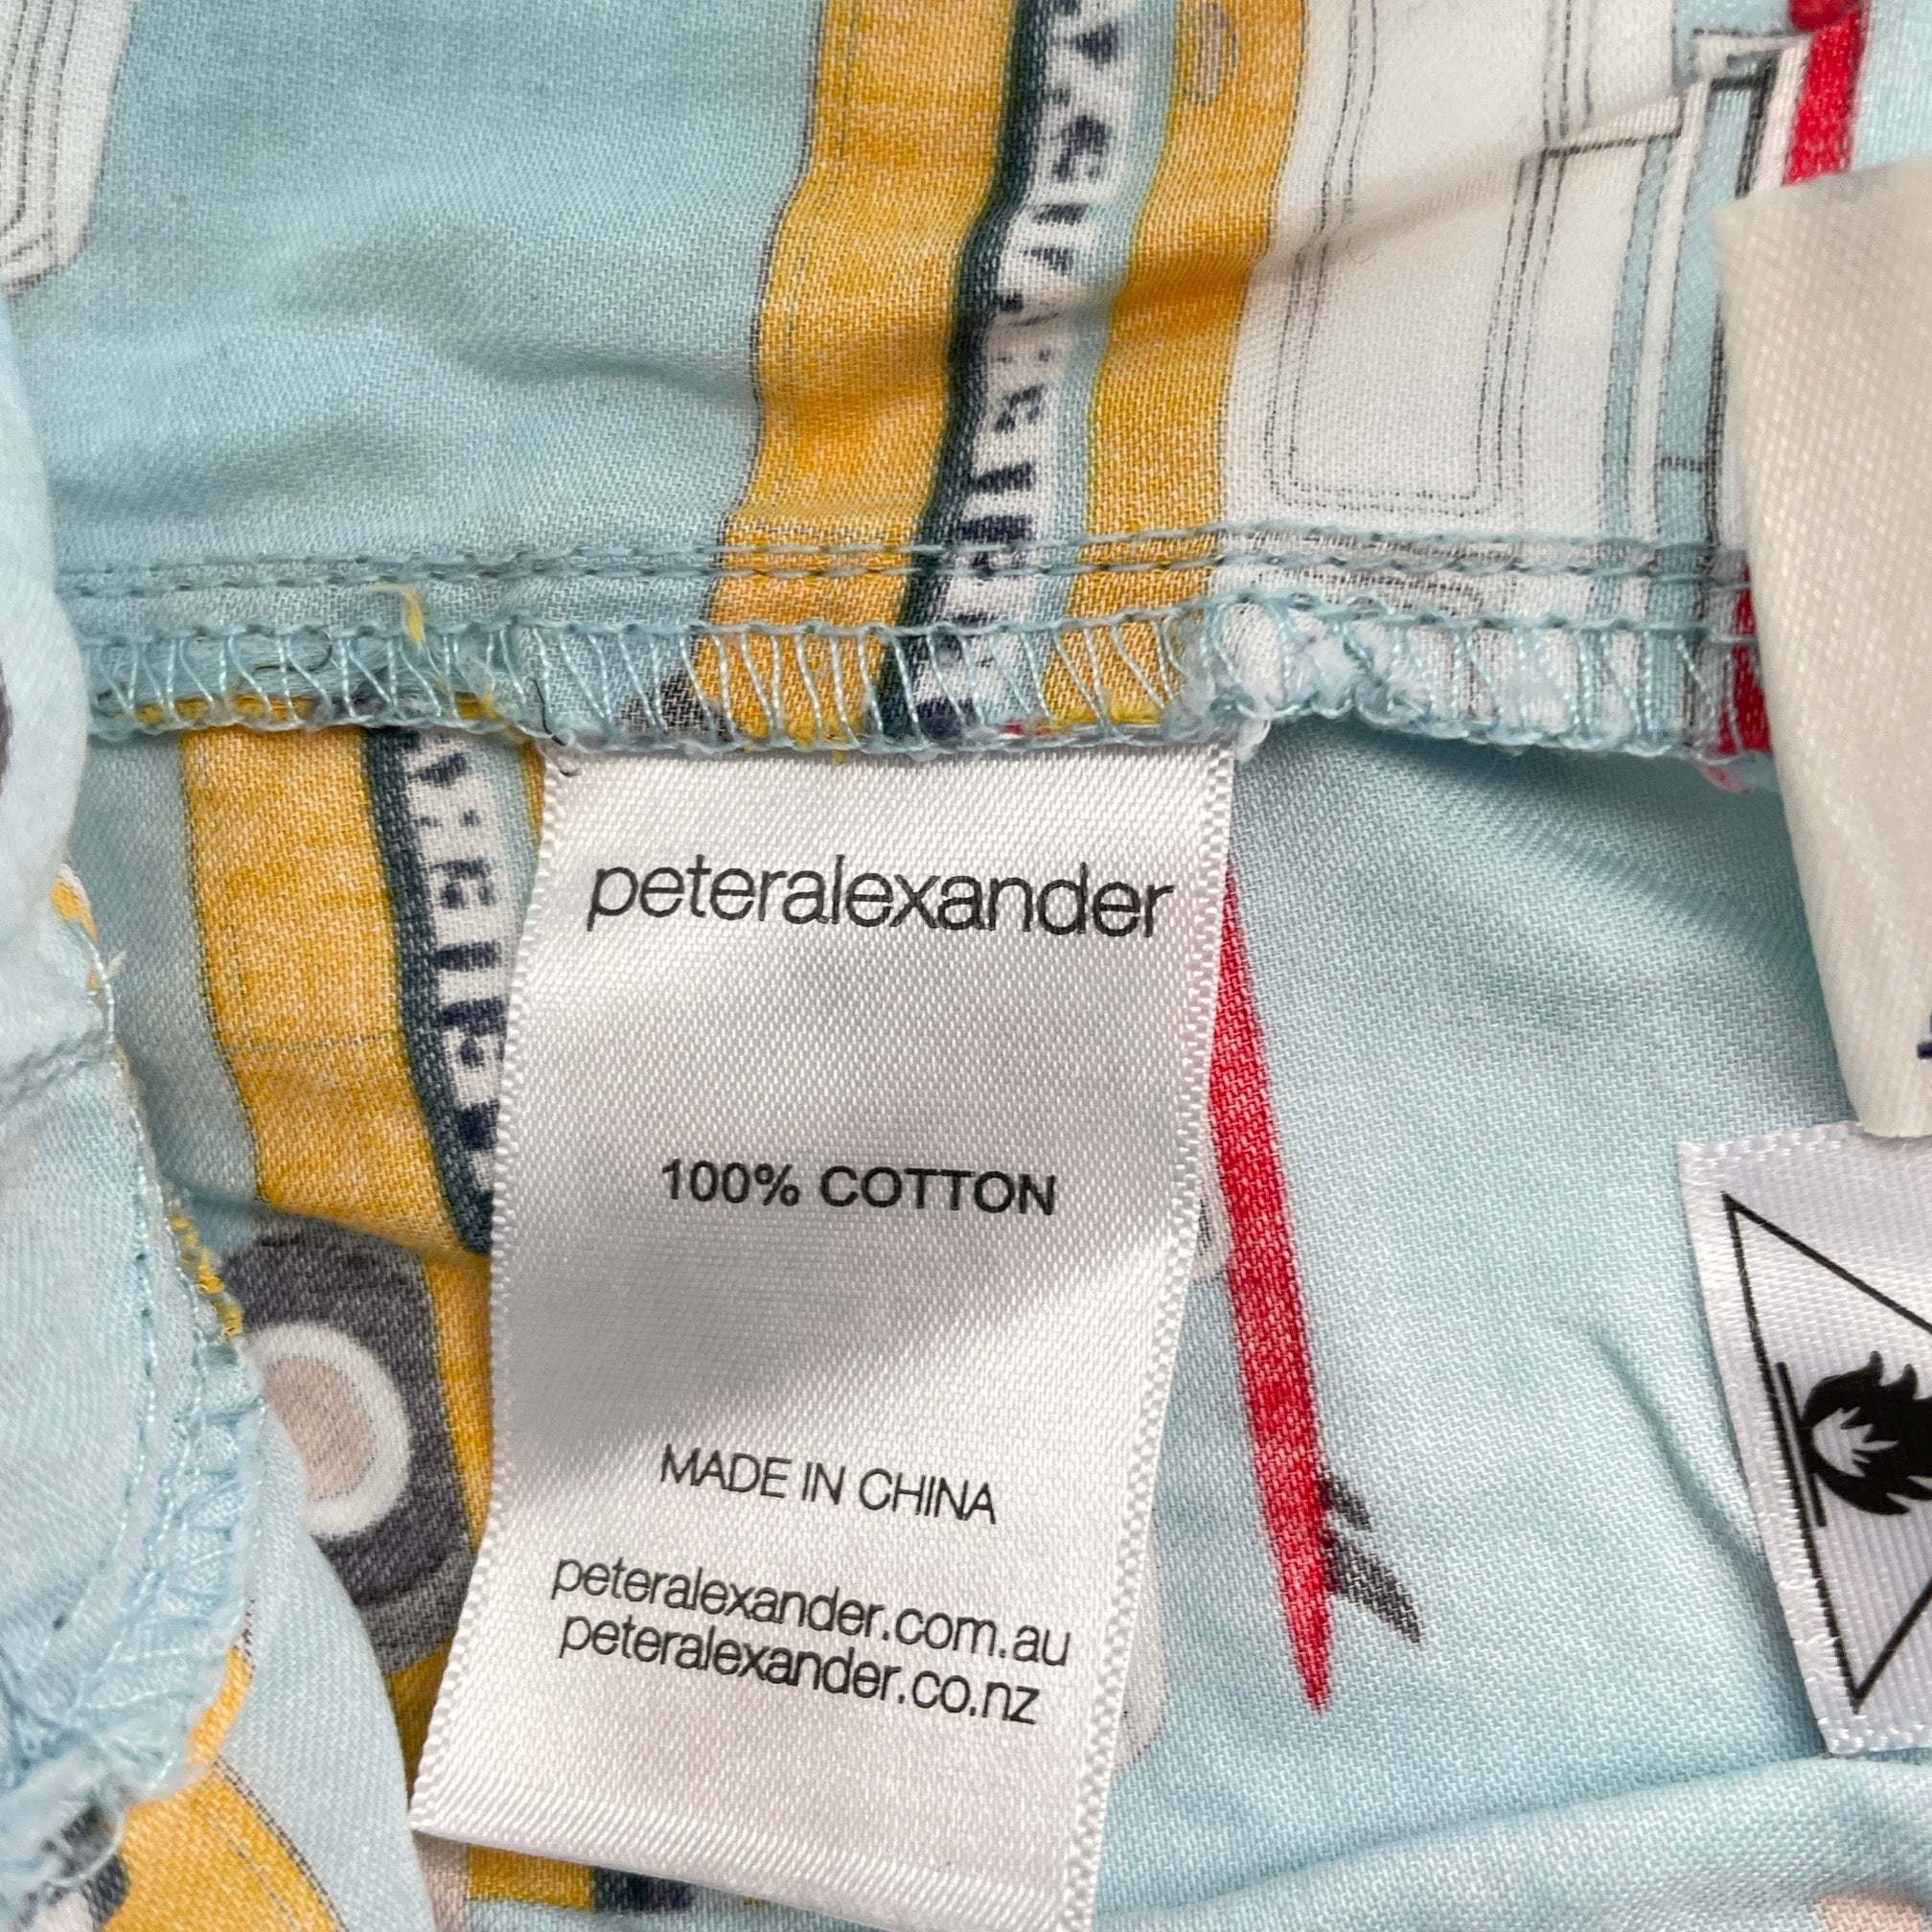 peteralexander
100% COTTON
MADE IN CHINA
peteralexander.com.au
peteralexander.co.nz